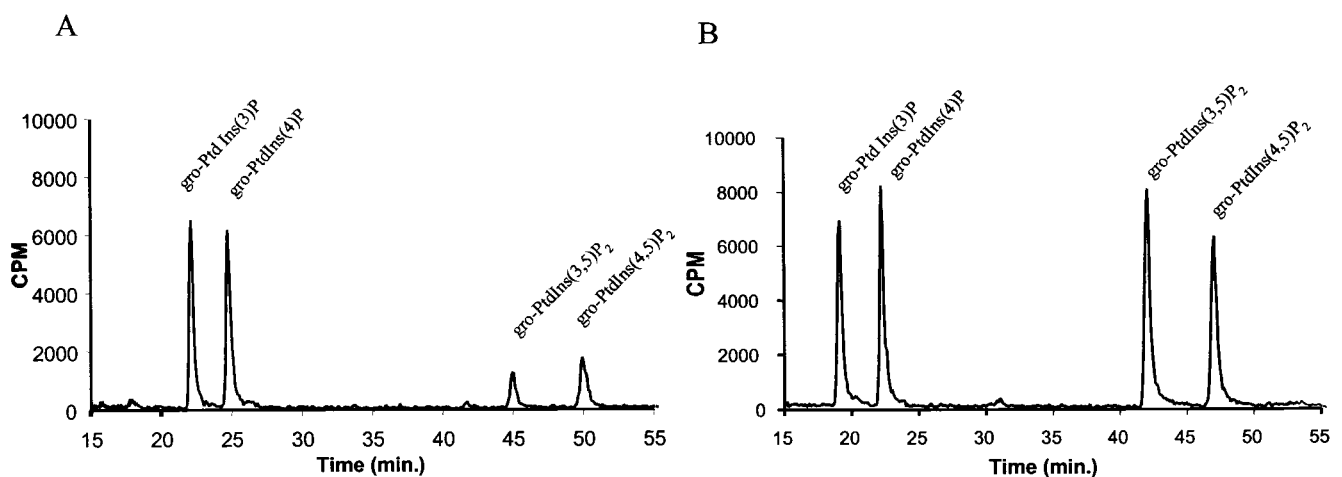 A
gro-Ptd Ins(3)P
gro-PtdIns(4)P
gro-PtdIns(3,5)P₂
gro-PtdIns(4,5)P₂
10000
8000
6000
4000
2000
0
CPM
15 20 25 30 35 40 45 50 55
Time (min.)
B
gro-Ptd Ins(3)P
gro-PtdIns(4)P
gro-PtdIns(3,5)P₂
gro-PtdIns(4,5)P₂
10000
8000
6000
4000
2000
0
CPM
15 20 25 30 35 40 45 50 55
Time (min.)